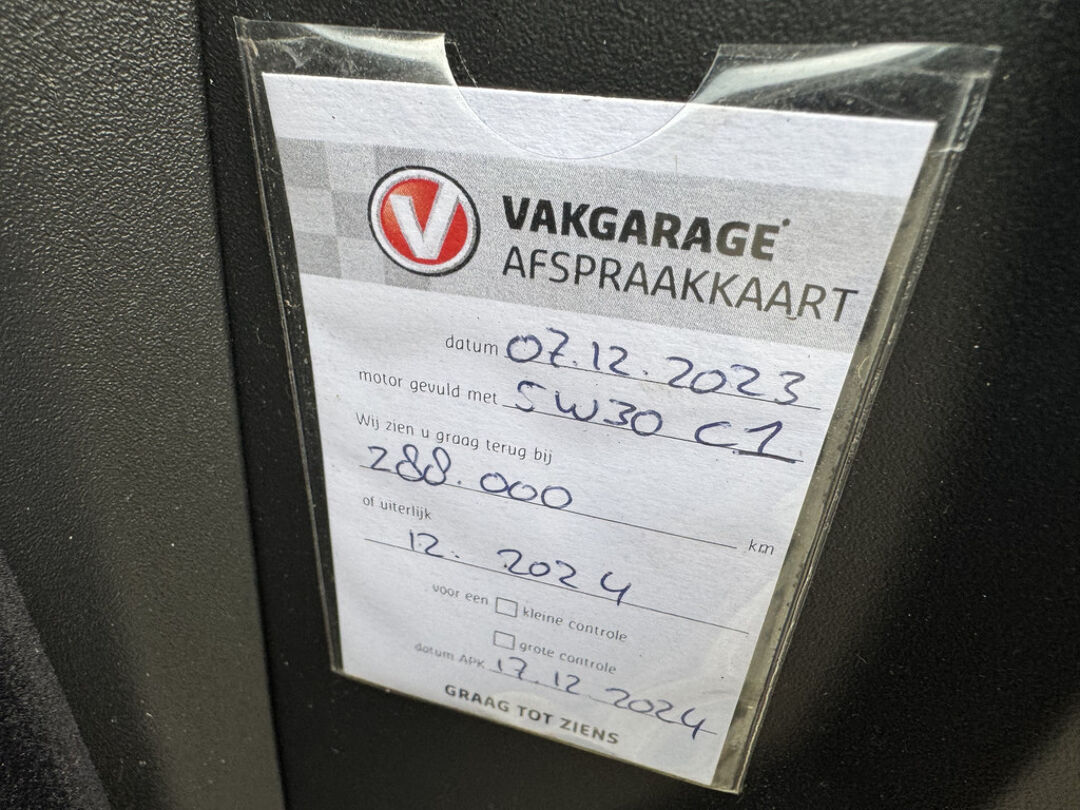 V
VAKGARAGE
AFSPRAAKKAART
datum 07.12.2023
motor gevuld met 5W30 C1
Wij zien u graag terug bij
288.000 km
of uiterlijk
12. 2024
voor een kleine controle
grote controle
datum APK 17.12.2024
GRAAG TOT ZIENS